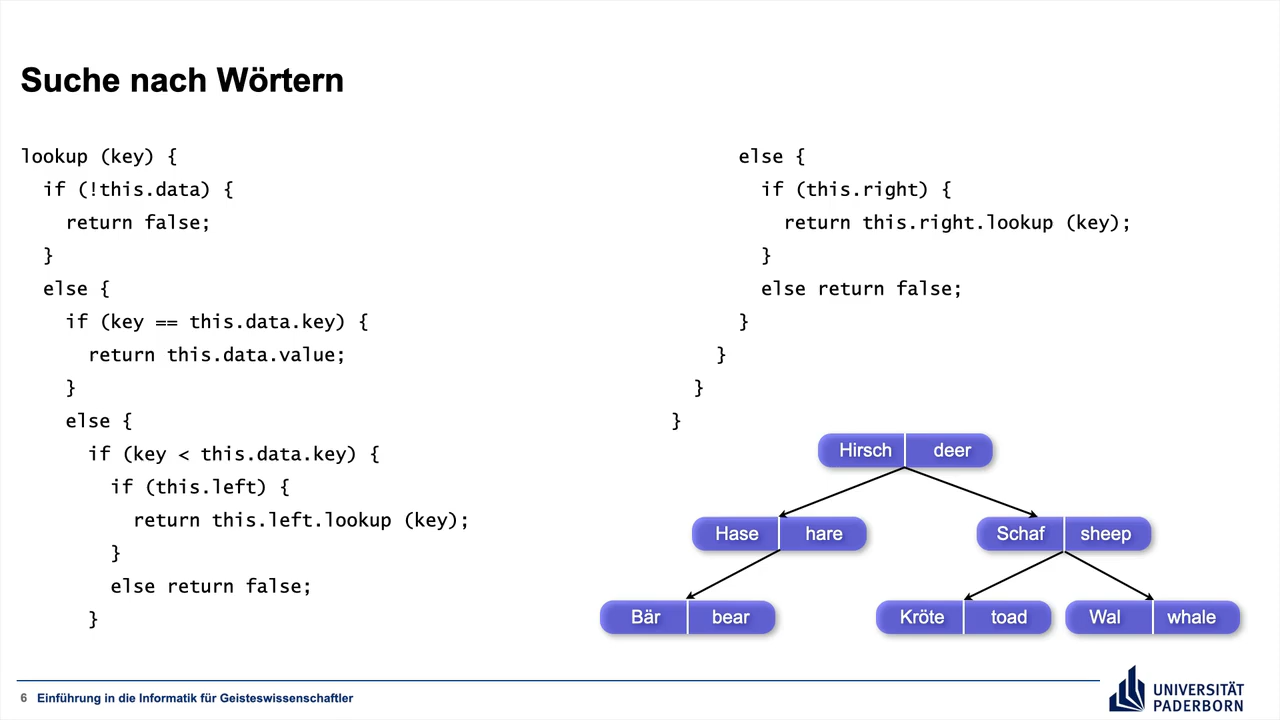 Suche nach Wörtern
lookup (key) {
  if (!this.data) {
    return false;
  }
  else {
    if (key == this.data.key) {
      return this.data.value;
    }
    else {
      if (key < this.data.key) {
        if (this.left) {
          return this.left.lookup (key);
        }
        else return false;
      }
      else {
        if (this.right) {
          return this.right.lookup (key);
        }
        else return false;
      }
    }
  }
}
Hirsch deer
Hase hare
Schaf sheep
Bär bear
Kröte toad
Wal whale
6 Einführung in die Informatik für Geisteswissenschaftler
UNIVERSITÄT
PADERBORN